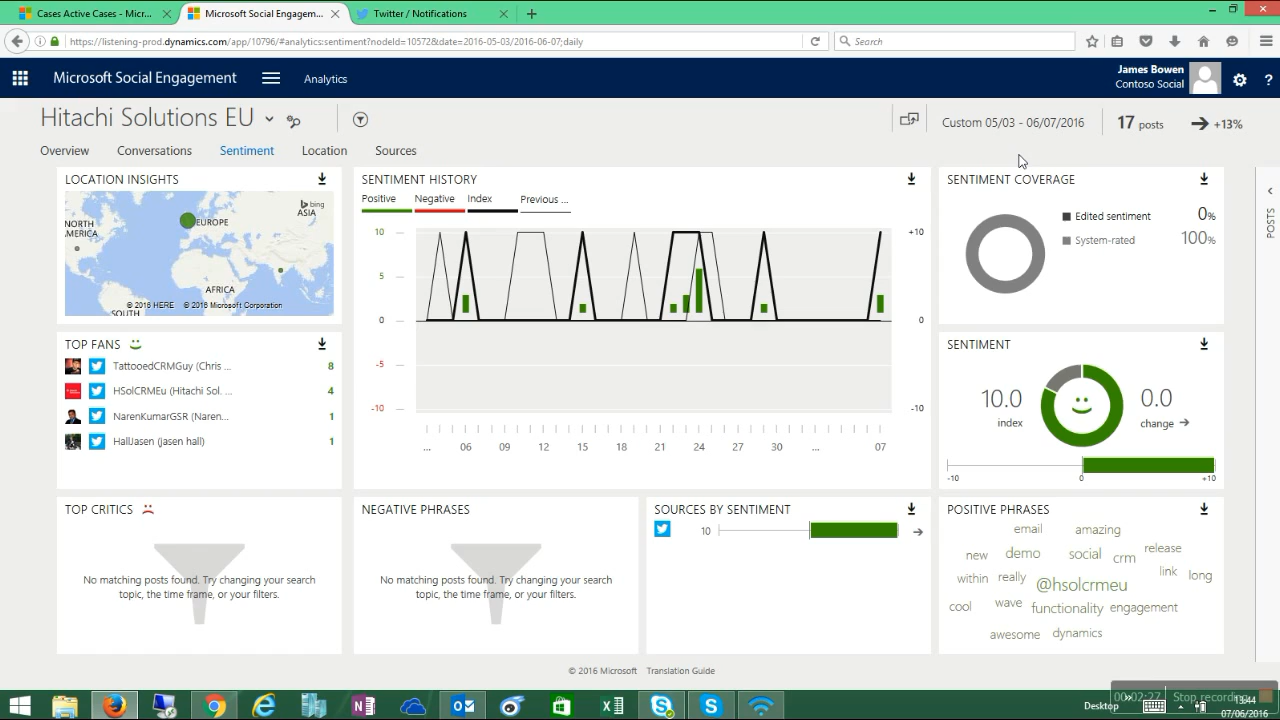 Cases Active Cases - Micr...
Microsoft Social Engagem...
Twitter / Notifications
https://listening-prod.dynamics.com/app/10796/#analytics:sentiment?nodeId=10572&date=2016-05-03/2016-06-07;daily
Search
Microsoft Social Engagement
Analytics
James Bowen
Contoso Social
?
Hitachi Solutions EU
Custom 05/03 - 06/07/2016
17 posts
+13%
Overview
Conversations
Sentiment
Location
Sources
LOCATION INSIGHTS
NORTH AMERICA
EUROPE
bing
ASIA
AFRICA
SOUTH
© 2016 HERE
© 2016 Microsoft Corporation
SENTIMENT HISTORY
Positive
Negative
Index
Previous ...
10
5
0
-5
-10
+10
0
-10
... 06 09 12 15 18 21 24 27 30 ... 07
SENTIMENT COVERAGE
Edited sentiment 0%
System-rated 100%
POSTS
TOP FANS
TattooedCRMGuy (Chris ... 8
HSolCRMEu (Hitachi Sol. ... 4
NarenKumarGSR (Naren... 1
HallJasen (jasen hall) 1
SENTIMENT
10.0
index
0.0
change
-10 0 +10
TOP CRITICS
No matching posts found. Try changing your search
topic, the time frame, or your filters.
NEGATIVE PHRASES
No matching posts found. Try changing your search
topic, the time frame, or your filters.
SOURCES BY SENTIMENT
10
POSITIVE PHRASES
email amazing
new demo social crm release
within really @hsolcrmeu link long
cool wave functionality engagement
awesome dynamics
© 2016 Microsoft
Translation Guide
00:02:27
Stop recording
Desktop
13:44
07/06/2016